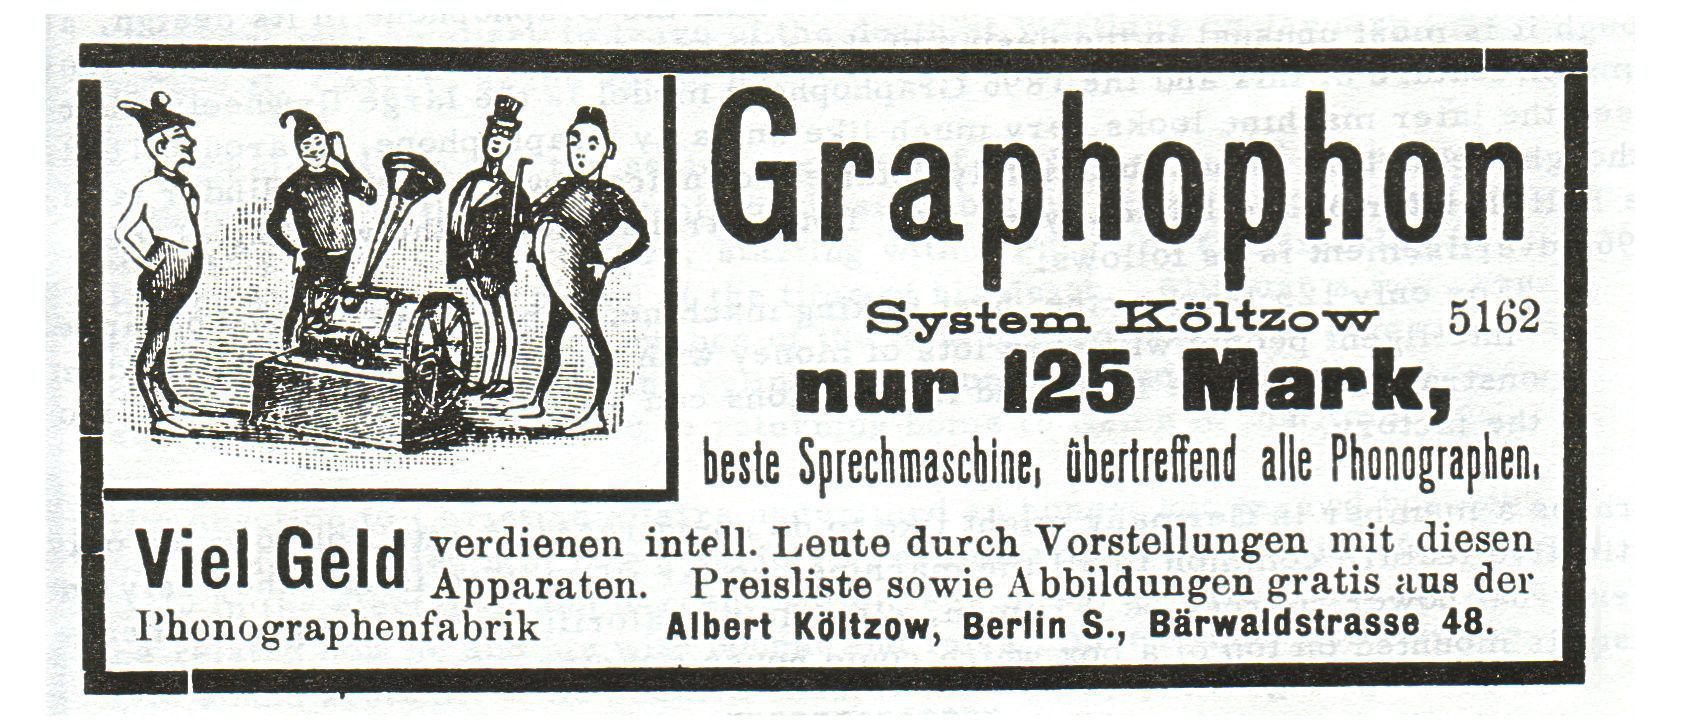 Graphophon
System Költzow 5162
nur 125 Mark,
beste Sprechmaschine, übertreffend alle Phonographen.
Viel Geld verdienen intell. Leute durch Vorstellungen mit diesen
Apparaten. Preisliste sowie Abbildungen gratis aus der
Phonographenfabrik Albert Költzow, Berlin S., Bärwaldstrasse 48.